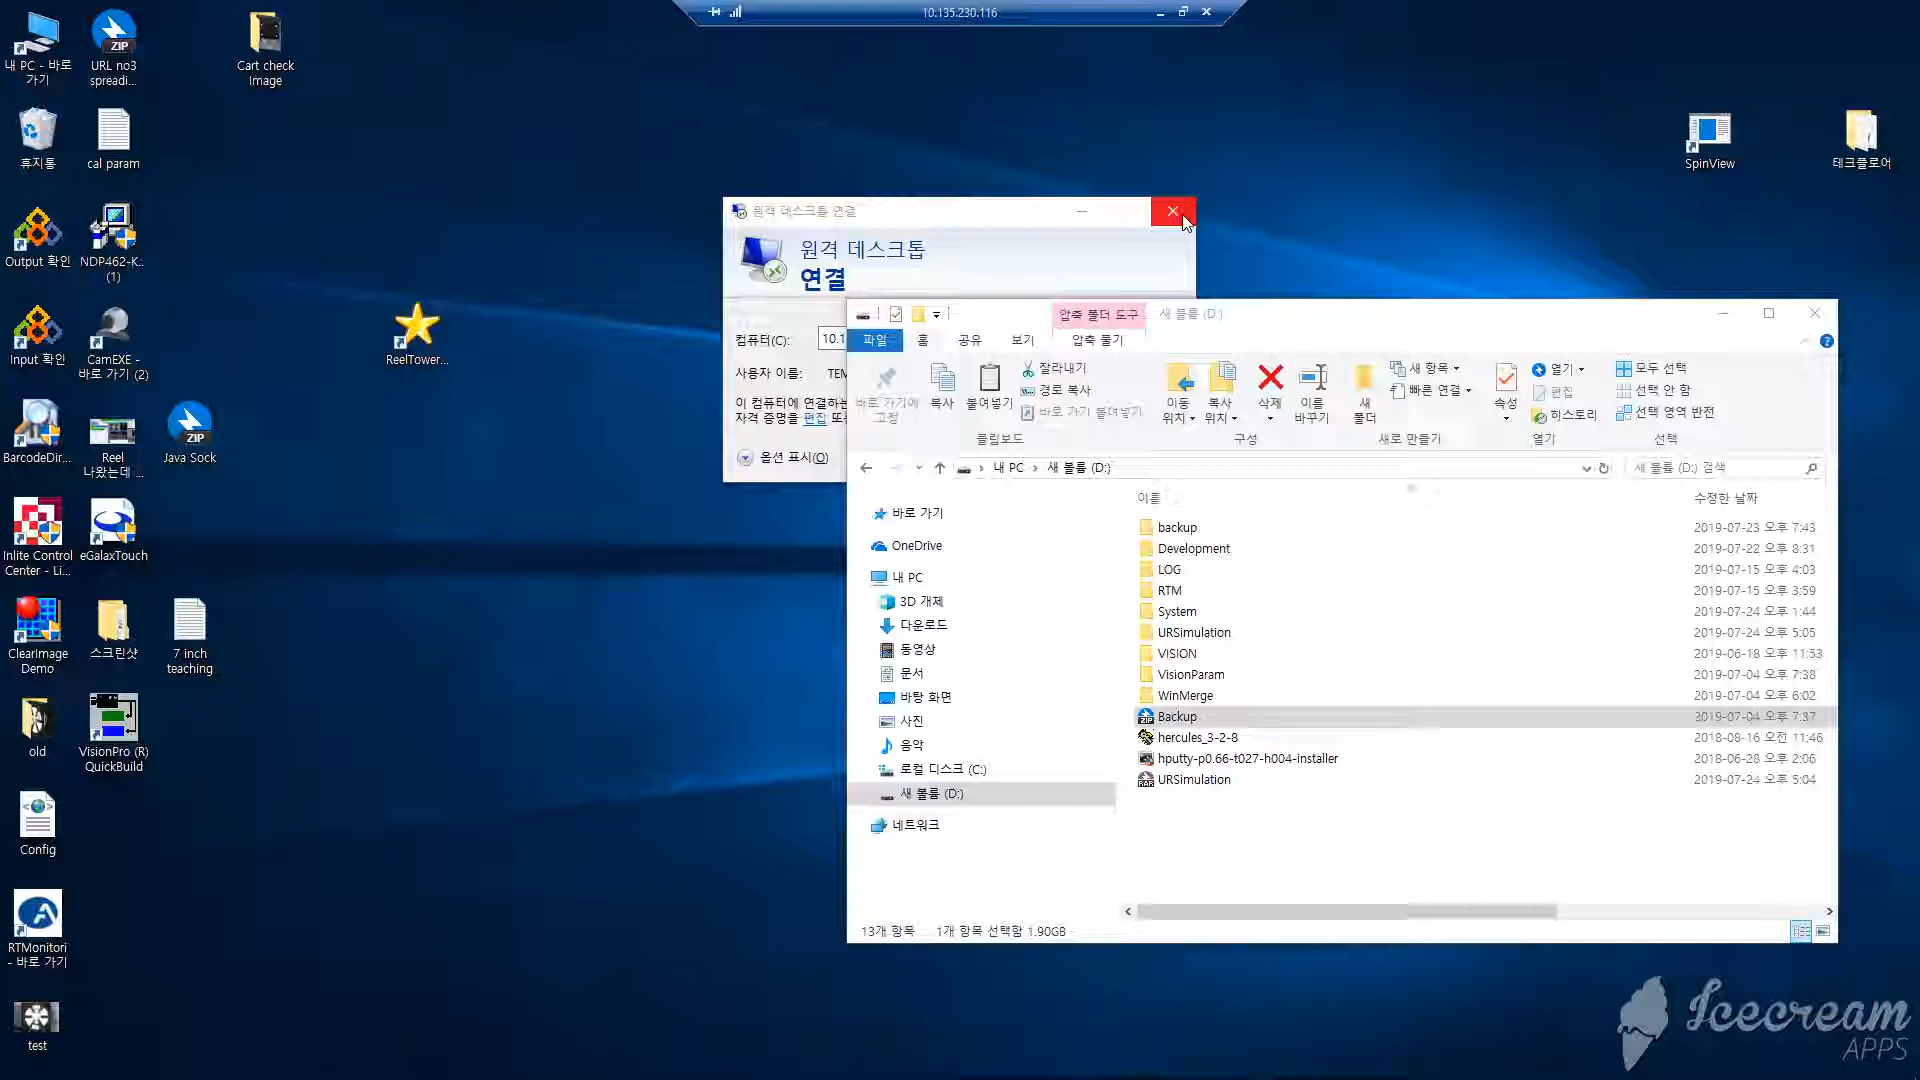 10.135.230.116
내 PC - 바로
가기
URL no3
spreadi...
Cart check
Image
휴지통
cal param
SpinView
테크플로어
Output 확인
NDP462-K..
(1)
Input 확인
CamEXE -
바로 가기 (2)
ReelTower...
BarcodeDir...
Reel
나왔는데 ...
ZIP
Java Sock
Inlite Control
Center - Li...
eGalaxTouch
ClearImage
Demo
스크린샷
7 inch
teaching
old
VisionPro (R)
QuickBuild
Config
RTMonitori
- 바로 가기
test
원격 데스크톱 연결
원격 데스크톱
연결
컴퓨터(C):
10.1
사용자 이름:
TEM
이 컴퓨터에 연결하는
자격 증명을 편집 또는
옵션 표시(O)
압축 폴더 도구
새 볼륨 (D:)
파일
홈
공유
보기
압축 풀기
바로 가기에
고정
복사
붙여넣기
잘라내기
경로 복사
바로 가기 붙여넣기
클립보드
이동
위치
복사
위치
삭제
이름
바꾸기
구성
새
폴더
새 항목
빠른 연결
새로 만들기
속성
열기
편집
히스토리
열기
모두 선택
선택 안 함
선택 영역 반전
선택
내 PC
새 볼륨 (D:)
새 볼륨 (D:) 검색
바로 가기
OneDrive
내 PC
3D 개체
다운로드
동영상
문서
바탕 화면
사진
음악
로컬 디스크 (C:)
새 볼륨 (D:)
네트워크
이름 수정한 날짜
backup 2019-07-23 오후 7:43
Development 2019-07-22 오후 8:31
LOG 2019-07-15 오후 4:03
RTM 2019-07-15 오후 3:59
System 2019-07-24 오후 1:44
URSimulation 2019-07-24 오후 5:05
VISION 2019-06-18 오후 11:53
VisionParam 2019-07-04 오후 7:38
WinMerge 2019-07-04 오후 6:02
Backup 2019-07-04 오후 7:37
hercules_3-2-8 2018-08-16 오전 11:46
hputty-p0.66-t027-h004-installer 2018-06-28 오후 2:06
URSimulation 2019-07-24 오후 5:04
13개 항목 1개 항목 선택함 1.90GB
Icecream
APPS